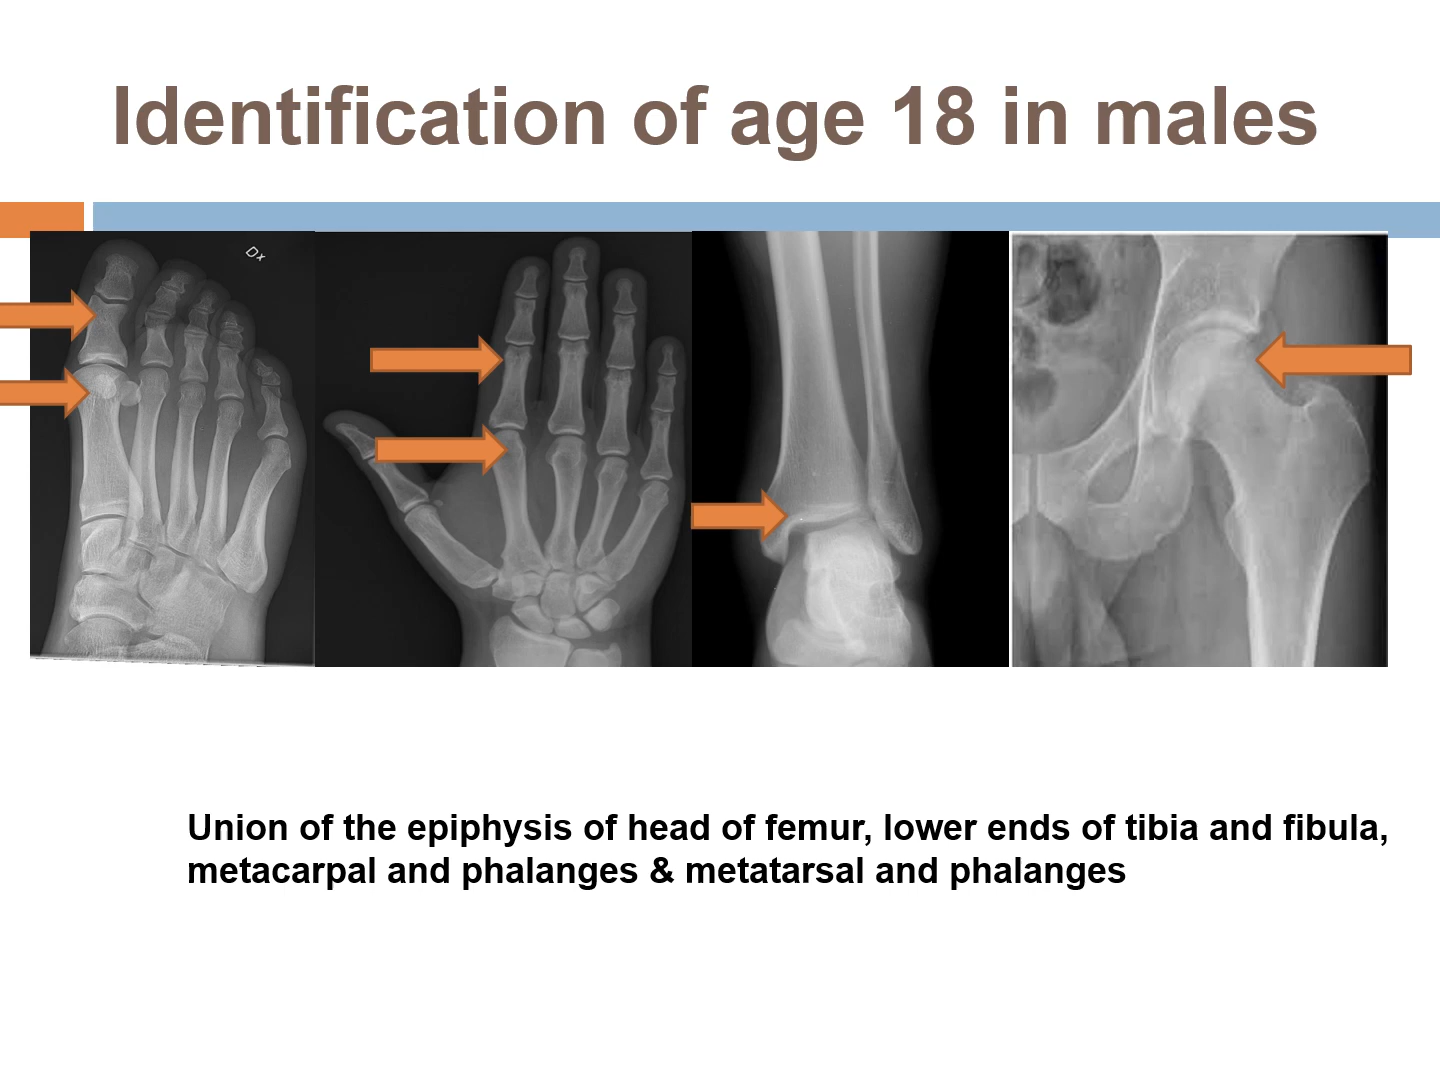 Identification of age 18 in males
Dx
Union of the epiphysis of head of femur, lower ends of tibia and fibula,
metacarpal and phalanges & metatarsal and phalanges